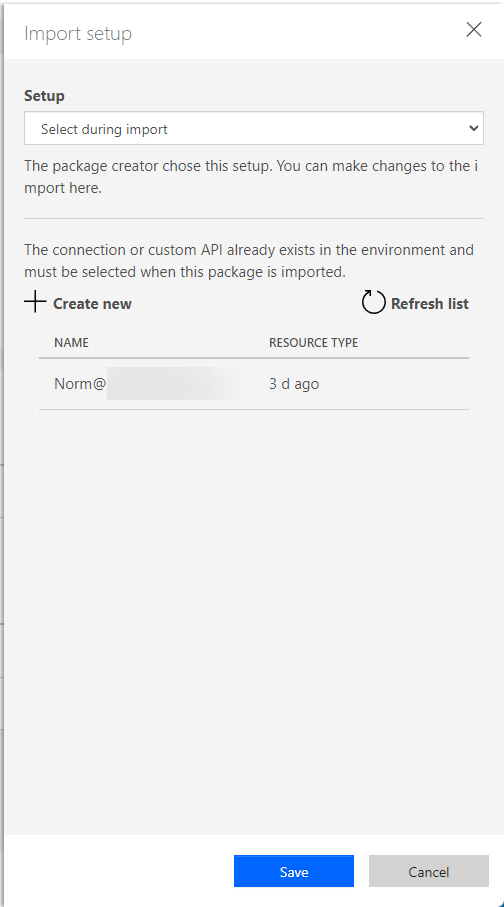 Import setup
Setup
Select during import
The package creator chose this setup. You can make changes to the i
mport here.
The connection or custom API already exists in the environment and
must be selected when this package is imported.
Create new
Refresh list
NAME RESOURCE TYPE
Norm@ 3 d ago
Save Cancel